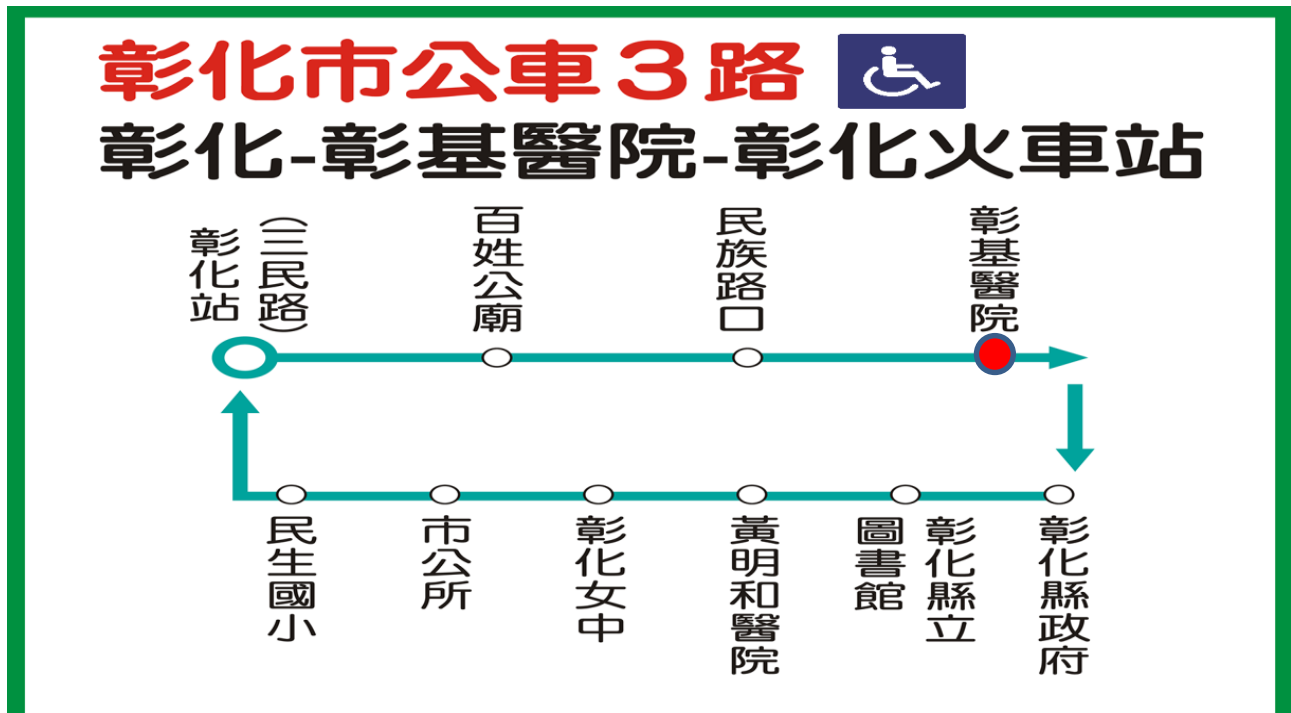 彰化市公車３路
彰化-彰基醫院-彰化火車站
彰化站
(三民路)
百姓公廟
民族路口
彰基醫院
民生國小
市公所
彰化女中
黃明和醫院
彰化縣立
圖書館
彰化縣政府